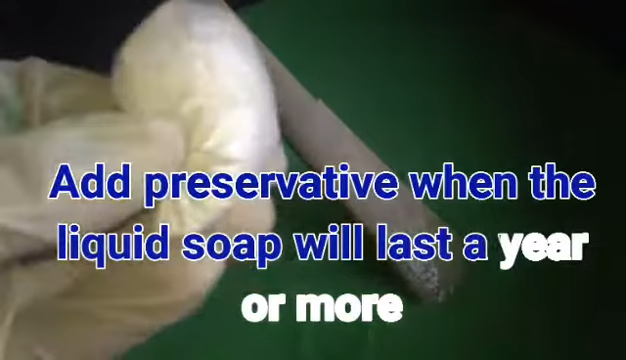 Add preservative when the
liquid soap will last a year
or more